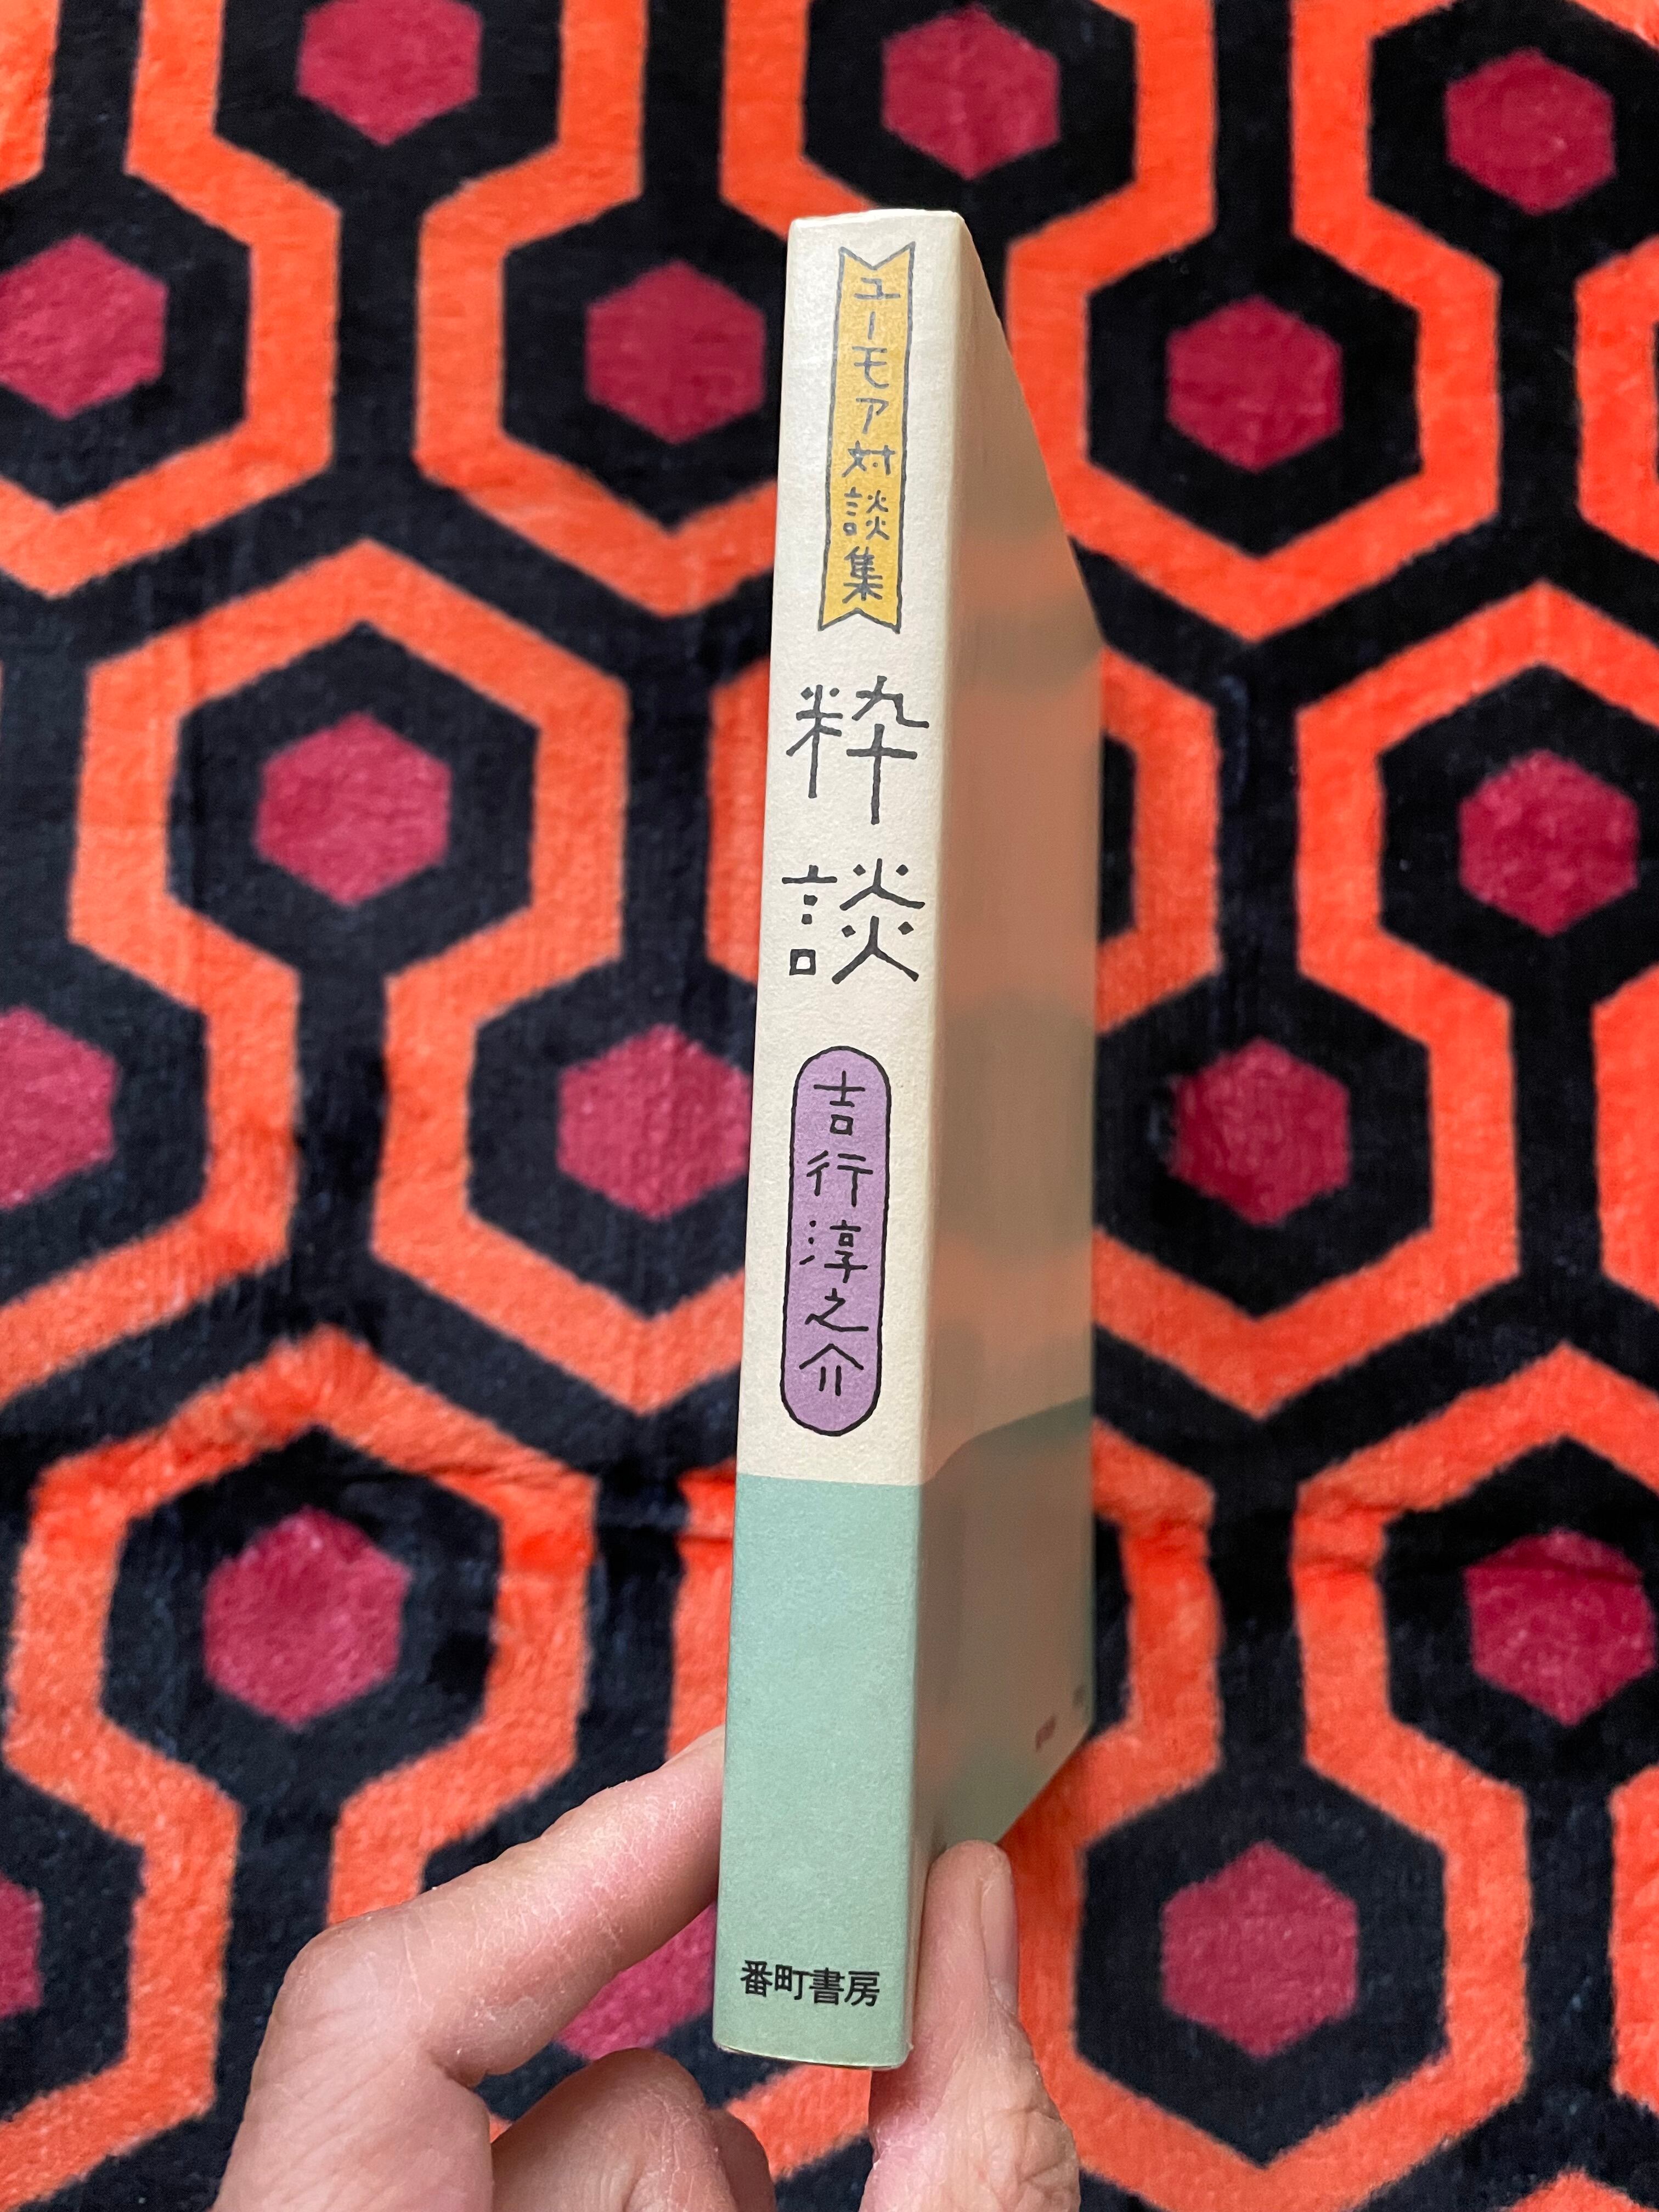 ユーモア対談集
粋談
吉行淳之介
番町書房